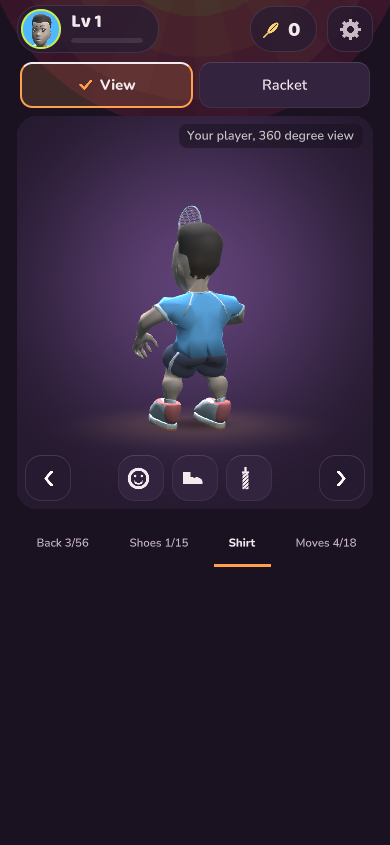 Lv 1
0
View
Racket
Your player, 360 degree view
Back 3/56
Shoes 1/15
Shirt
Moves 4/18